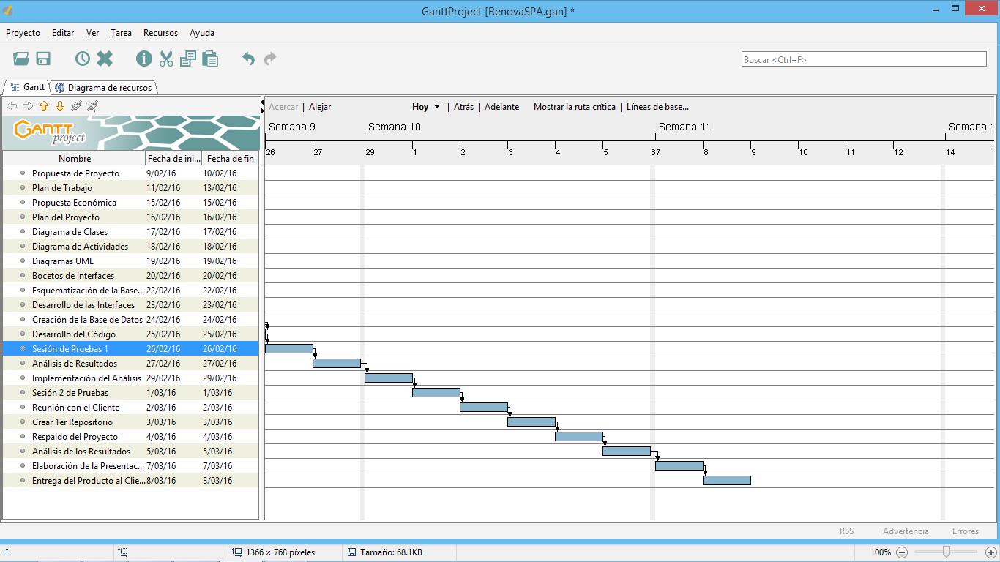 GanttProject [RenovaSPA.gan] *
Proyecto Editar Ver Tarea Recursos Ayuda
Buscar <Ctrl+F>
Gantt Diagrama de recursos
Acercar | Alejar Hoy | Atrás | Adelante Mostrar la ruta crítica | Líneas de base...
GANTT project
Semana 9 Semana 10 Semana 11 Semana 1
26 27 29 1 2 3 4 5 67 8 9 10 11 12 14
Nombre Fecha de ini... Fecha de fin
Propuesta de Proyecto 9/02/16 10/02/16
Plan de Trabajo 11/02/16 13/02/16
Propuesta Económica 15/02/16 15/02/16
Plan del Proyecto 16/02/16 16/02/16
Diagrama de Clases 17/02/16 17/02/16
Diagrama de Actividades 18/02/16 18/02/16
Diagramas UML 19/02/16 19/02/16
Bocetos de Interfaces 20/02/16 20/02/16
Esquematización de la Base... 22/02/16 22/02/16
Desarrollo de las Interfaces 23/02/16 23/02/16
Creación de la Base de Datos 24/02/16 24/02/16
Desarrollo del Código 25/02/16 25/02/16
Sesión de Pruebas 1 26/02/16 26/02/16
Análisis de Resultados 27/02/16 27/02/16
Implementación del Análisis 29/02/16 29/02/16
Sesión 2 de Pruebas 1/03/16 1/03/16
Reunión con el Cliente 2/03/16 2/03/16
Crear 1er Repositorio 3/03/16 3/03/16
Respaldo del Proyecto 4/03/16 4/03/16
Análisis de los Resultados 5/03/16 5/03/16
Elaboración de la Presentac... 7/03/16 7/03/16
Entrega del Producto al Clie... 8/03/16 8/03/16
RSS Advertencia Errores
1366 × 768 píxeles Tamaño: 68.1KB 100%